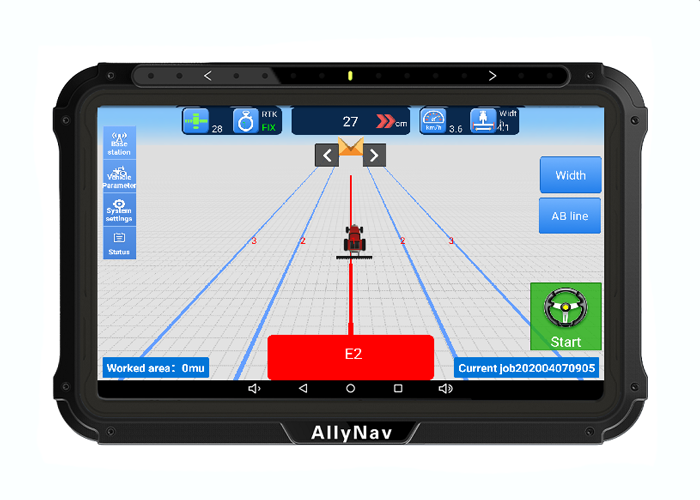 28
RTK
FIX
27
cm
km/h
3.6
Widt
h
4.1
Base
station
Vehicle
Parameter
System
settings
Status
Width
AB line
3
2
2
3
Start
E2
Worked area: 0mu
Current job202004070905
AllyNav